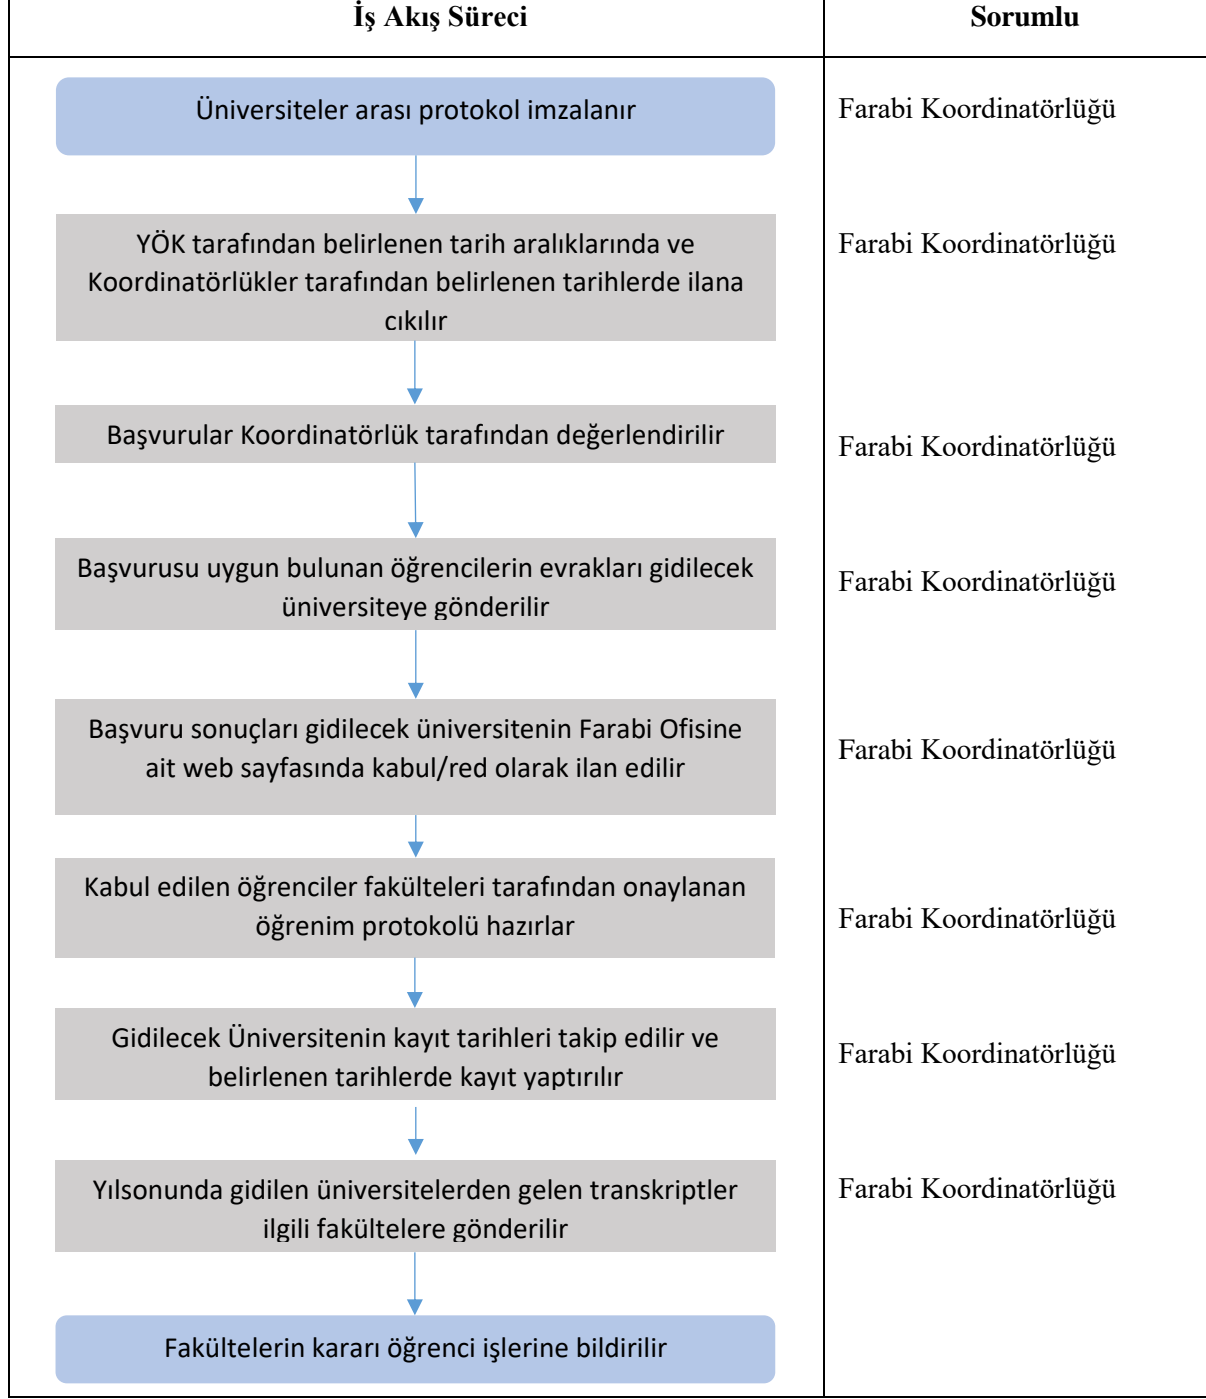 İş Akış Süreci
Sorumlu
Üniversiteler arası protokol imzalanır
Farabi Koordinatörlüğü
YÖK tarafından belirlenen tarih aralıklarında ve
Koordinatörlükler tarafından belirlenen tarihlerde ilana
çıkılır
Farabi Koordinatörlüğü
Başvurular Koordinatörlük tarafından değerlendirilir
Farabi Koordinatörlüğü
Başvurusu uygun bulunan öğrencilerin evrakları gidilecek
üniversiteye gönderilir
Farabi Koordinatörlüğü
Başvuru sonuçları gidilecek üniversitenin Farabi Ofisine
ait web sayfasında kabul/red olarak ilan edilir
Farabi Koordinatörlüğü
Kabul edilen öğrenciler fakülteleri tarafından onaylanan
öğrenim protokolü hazırlar
Farabi Koordinatörlüğü
Gidilecek Üniversitenin kayıt tarihleri takip edilir ve
belirlenen tarihlerde kayıt yaptırılır
Farabi Koordinatörlüğü
Yılsonunda gidilen üniversitelerden gelen transkriptler
ilgili fakültelere gönderilir
Farabi Koordinatörlüğü
Fakültelerin kararı öğrenci işlerine bildirilir